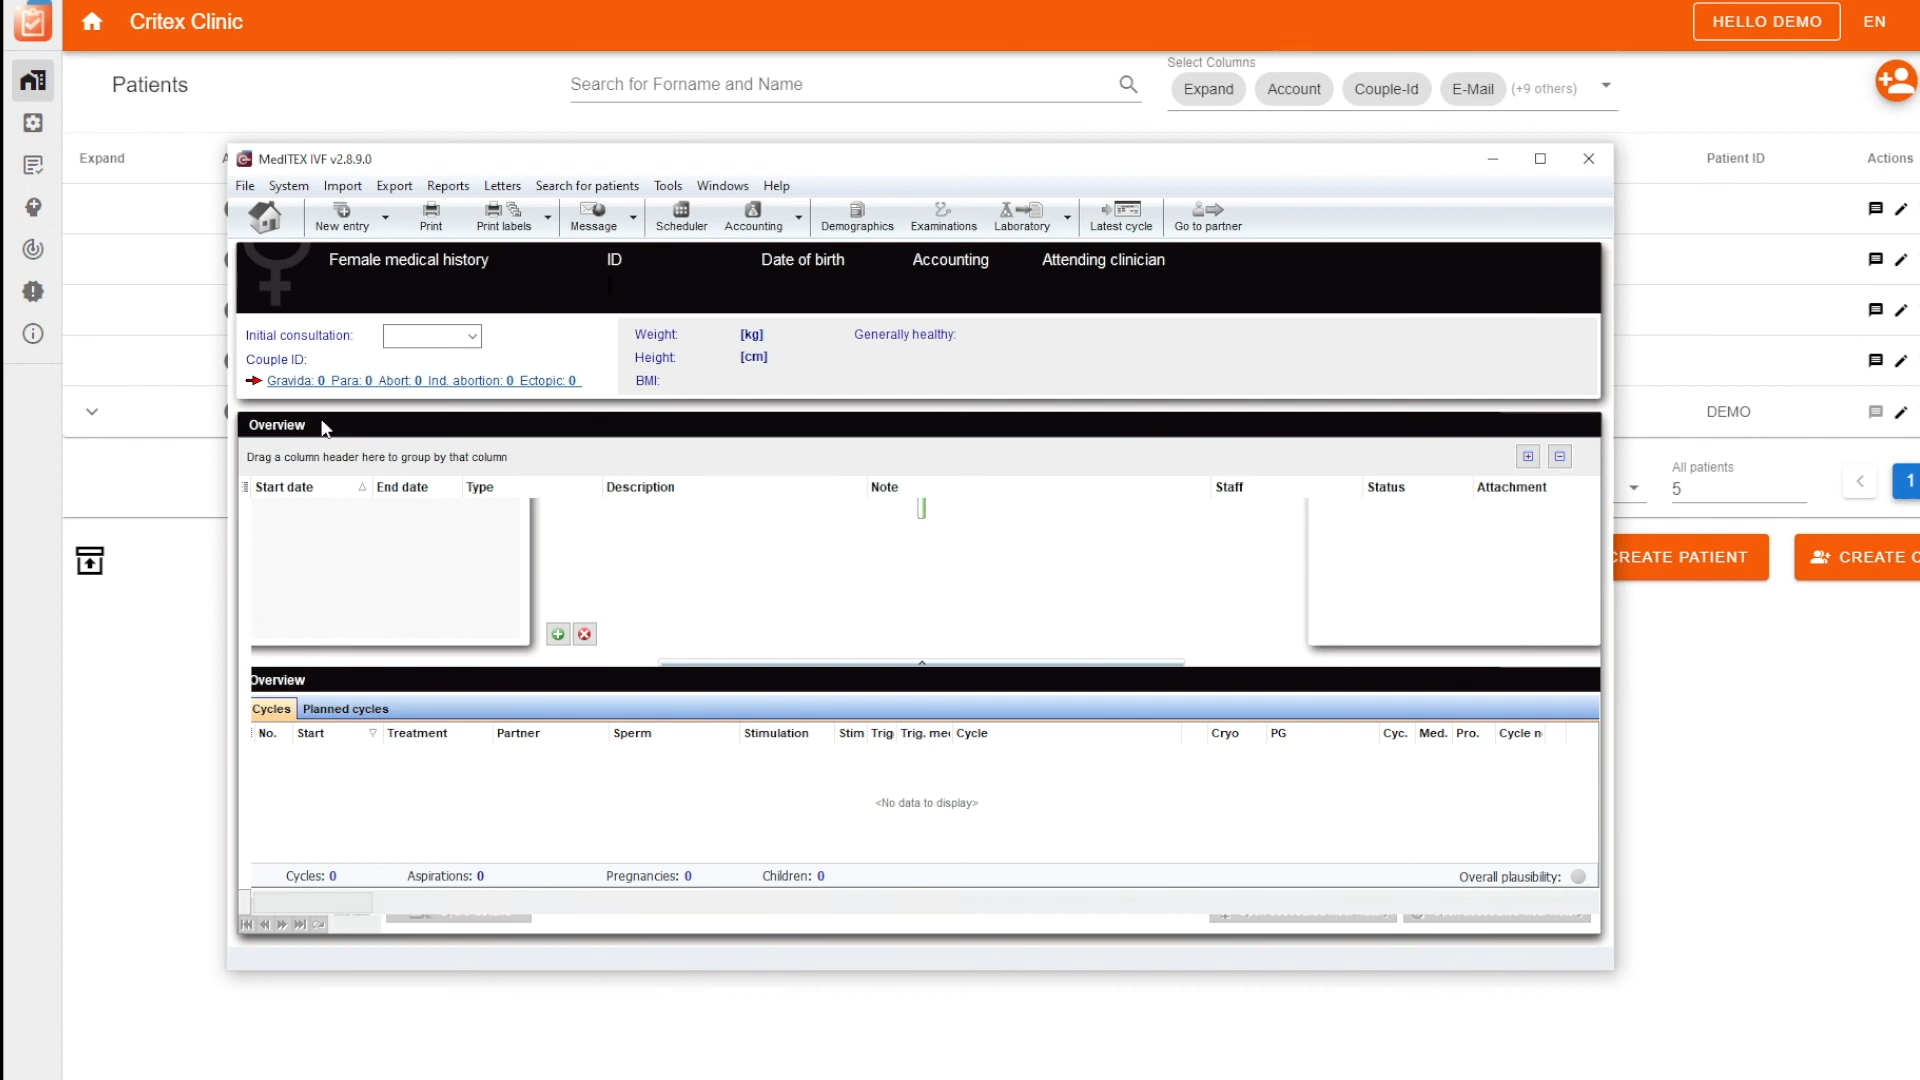 Critex Clinic
HELLO DEMO
EN
Patients
Search for Forname and Name
Select Columns
Expand Account Couple-Id E-Mail (+9 others)
Expand
Patient ID
Actions
MedITEX IVF v2.8.9.0
File System Import Export Reports Letters Search for patients Tools Windows Help
New entry Print Print labels Message Scheduler Accounting Demographics Examinations Laboratory Latest cycle Go to partner
Female medical history ID Date of birth Accounting Attending clinician
Initial consultation:
Couple ID:
Gravida: 0 Para: 0 Abort: 0 Ind. abortion: 0 Ectopic: 0
Weight: [kg]
Height: [cm]
BMI:
Generally healthy:
DEMO
Overview
Drag a column header here to group by that column
Start date End date Type Description Note Staff Status Attachment
All patients
5
1
CREATE PATIENT
CREATE C
Overview
Cycles Planned cycles
No. Start Treatment Partner Sperm Stimulation Stim Trig Trig. me Cycle Cryo PG Cyc. Med. Pro. Cycle n
<No data to display>
Cycles: 0 Aspirations: 0 Pregnancies: 0 Children: 0 Overall plausibility: